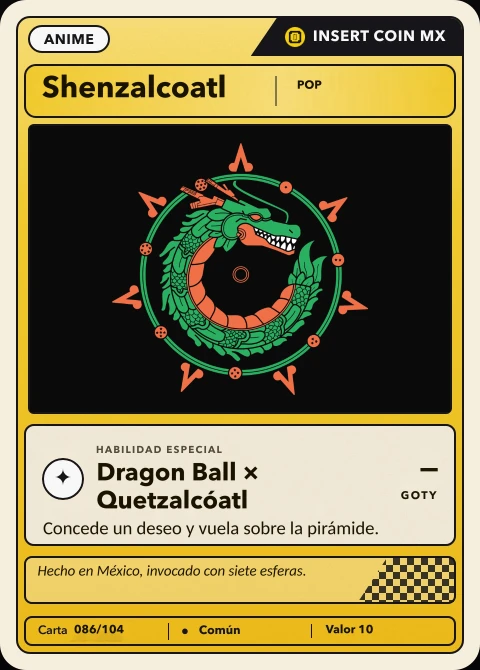 ANIME
INSERT COIN MX
Shenzalcoatl
POP
HABILIDAD ESPECIAL
Dragon Ball ×
Quetzalcóatl
—
GOTY
Concede un deseo y vuela sobre la pirámide.
Hecho en México, invocado con siete esferas.
Carta 086/104 • Común Valor 10